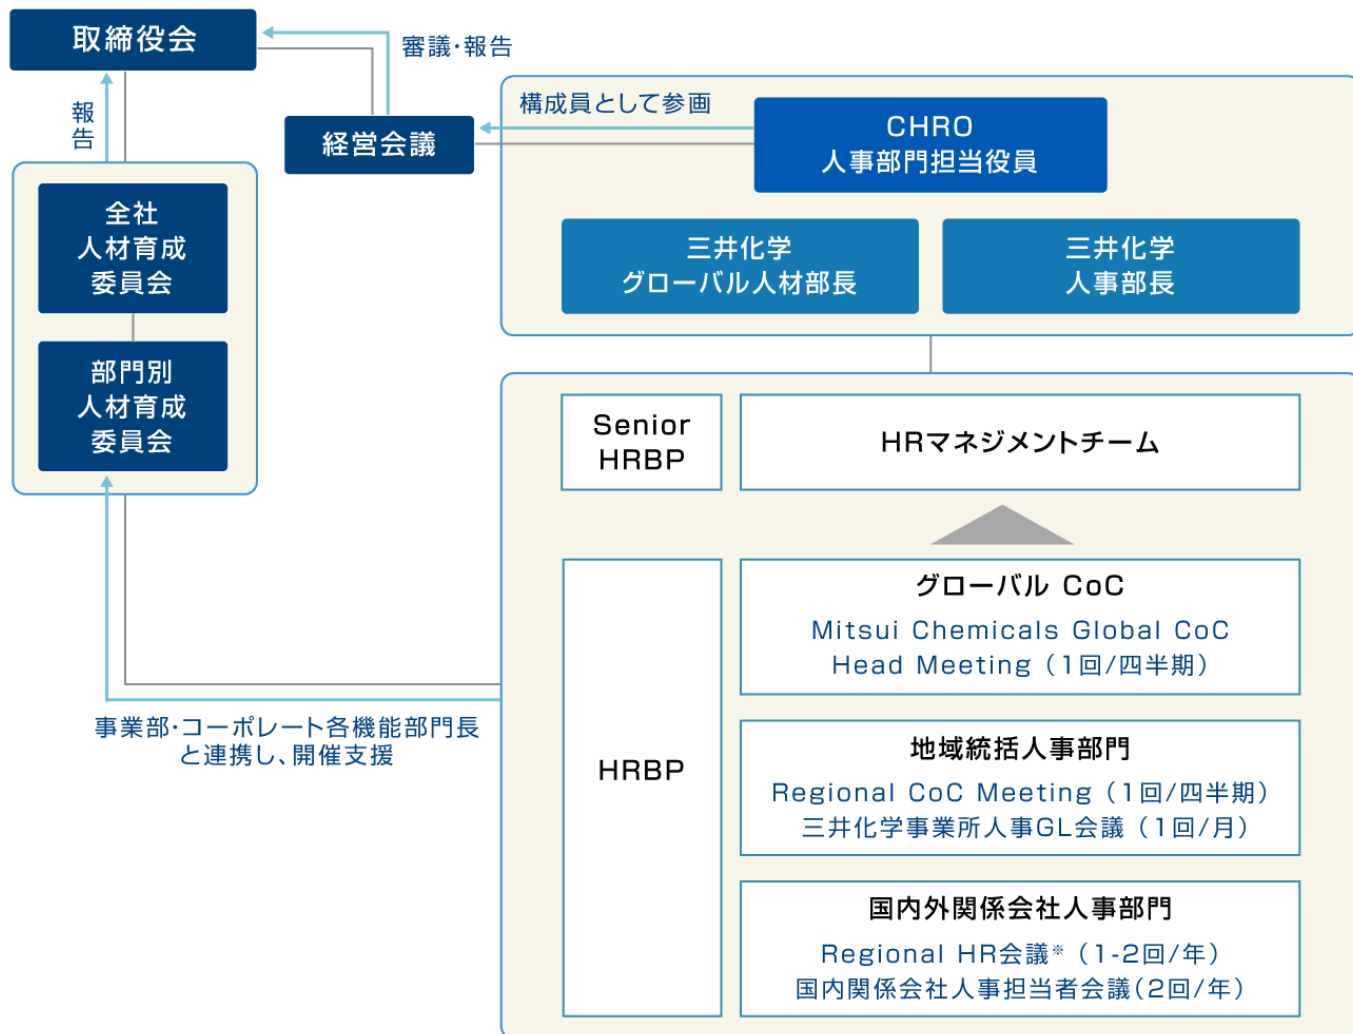 取締役会
審議・報告
報
告
経営会議
構成員として参画
CHRO
人事部門担当役員
三井化学
グローバル人材部長
三井化学
人事部長
全社
人材育成
委員会
部門別
人材育成
委員会
事業部・コーポレート各機能部門長
と連携し、開催支援
Senior
HRBP
HRマネジメントチーム
HRBP
グローバル CoC
Mitsui Chemicals Global CoC
Head Meeting（1回/四半期）
地域統括人事部門
Regional CoC Meeting（1回/四半期）
三井化学事業所人事GL会議（1回/月）
国内外関係会社人事部門
Regional HR会議※（1-2回/年）
国内関係会社人事担当者会議（2回/年）